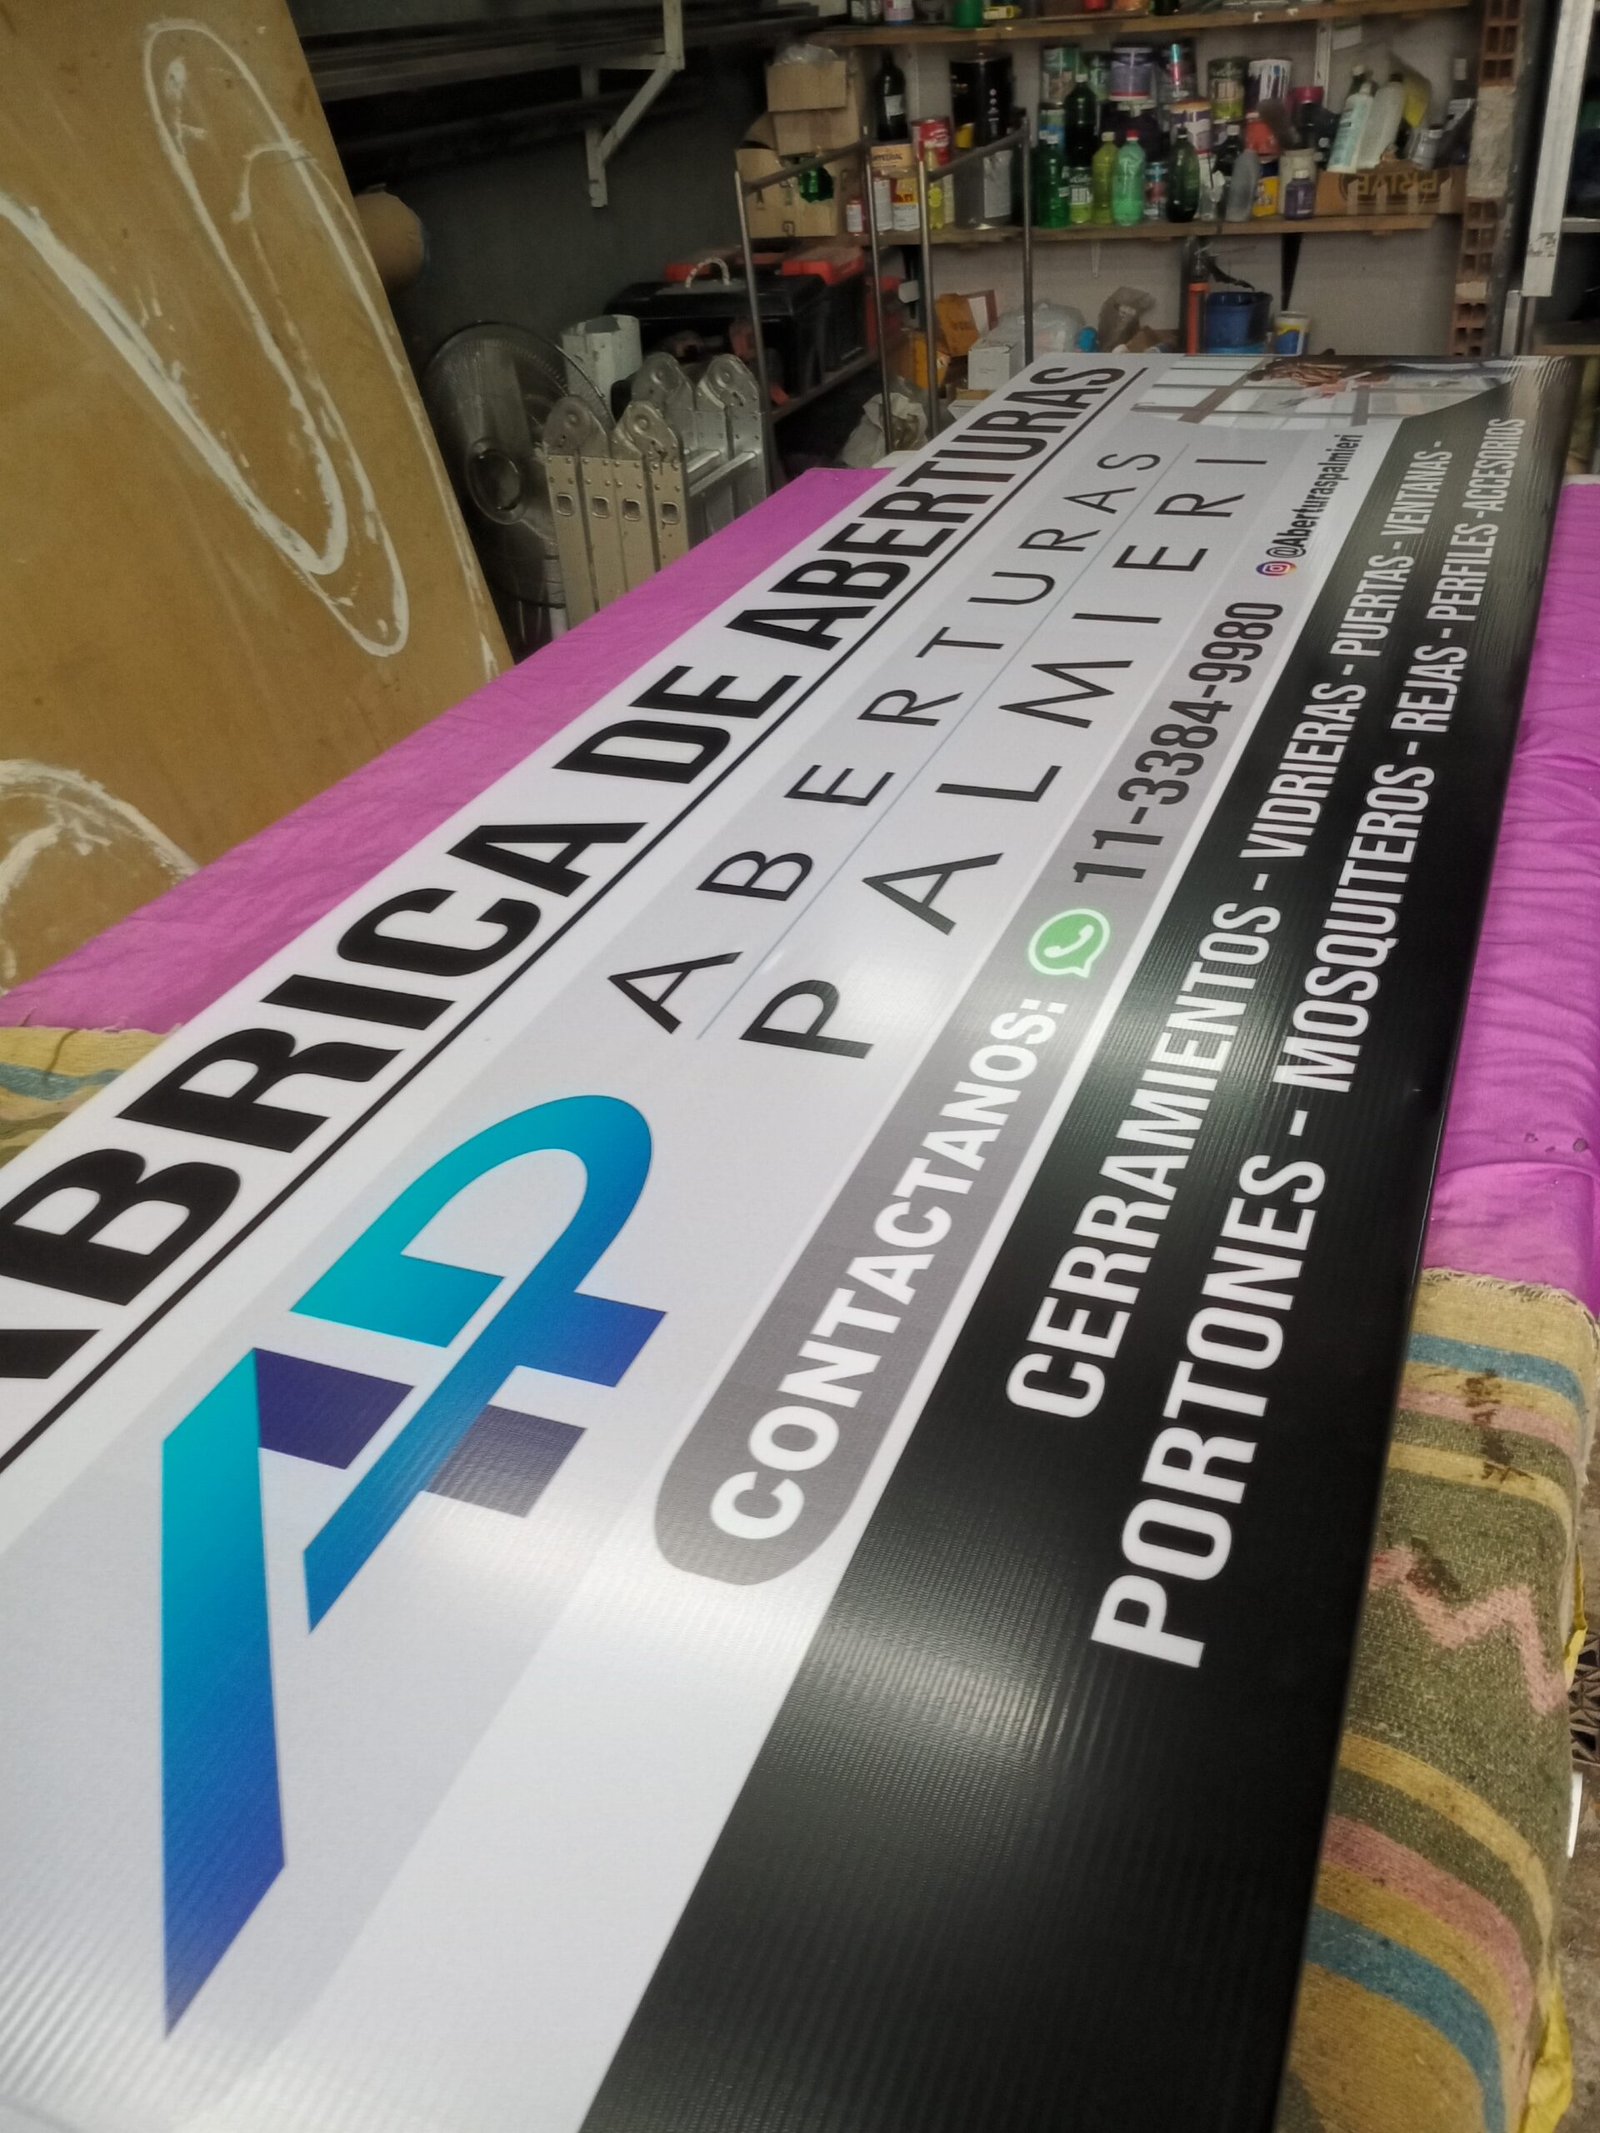 FABRICA DE ABERTURAS
AP
ABERTURAS
PALMIERI
CONTACTANOS: 11-3384-9980 @Aberturaspalmieri
CERRAMIENTOS - VIDRIERAS - PUERTAS - VENTANAS -
PORTONES - MOSQUITEROS - REJAS - PERFILES -ACCESORIOS